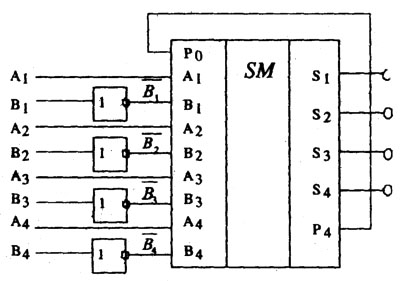 P0
SM
A1 A1 S1
B1 1 B̅1 B1
A2 A2 S2
B2 1 B̅2 B2
A3 A3 S3
B3 1 B̅3 B3
A4 A4 S4
B4 1 B̅4 B4
P4